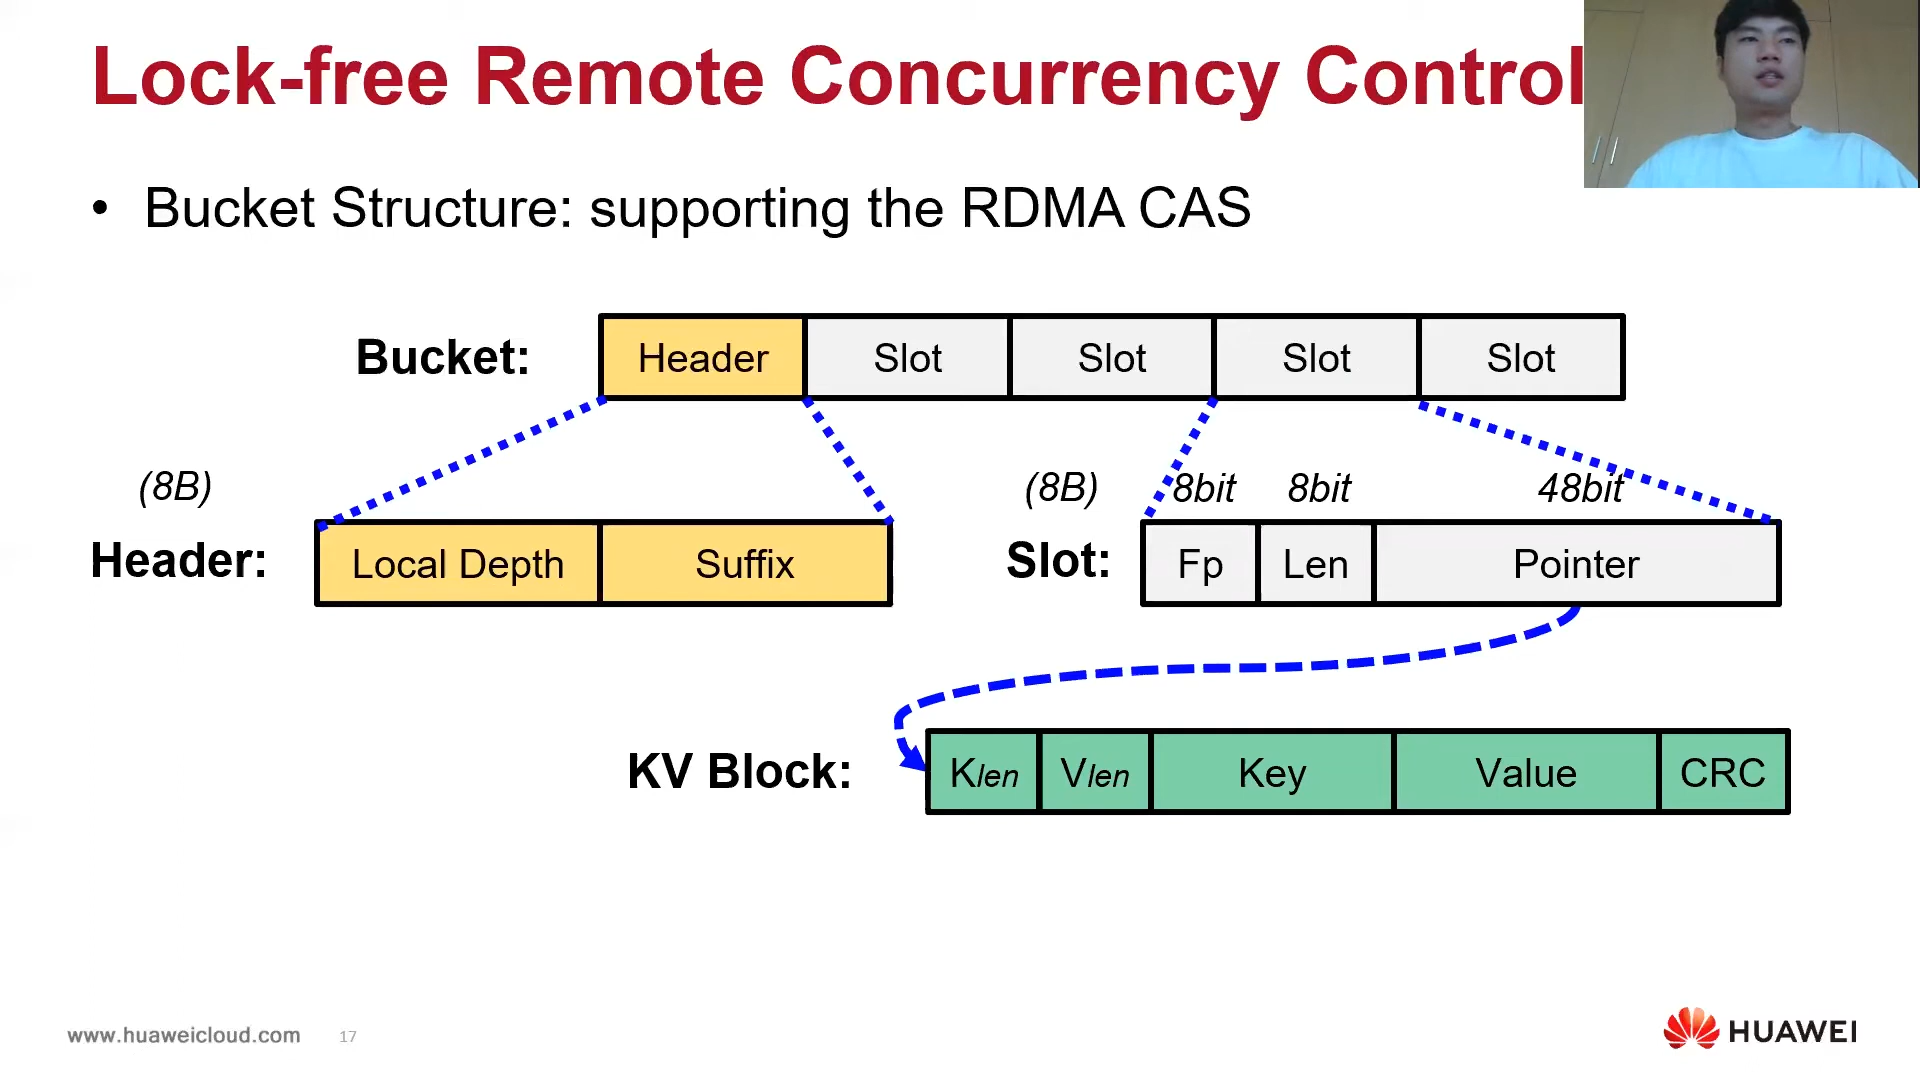 Lock-free Remote Concurrency Control
• Bucket Structure: supporting the RDMA CAS
Bucket: Header Slot Slot Slot Slot
(8B) (8B) 8bit 8bit 48bit
Header: Local Depth Suffix Slot: Fp Len Pointer
KV Block: Klen Vlen Key Value CRC
www.huaweicloud.com 17 HUAWEI